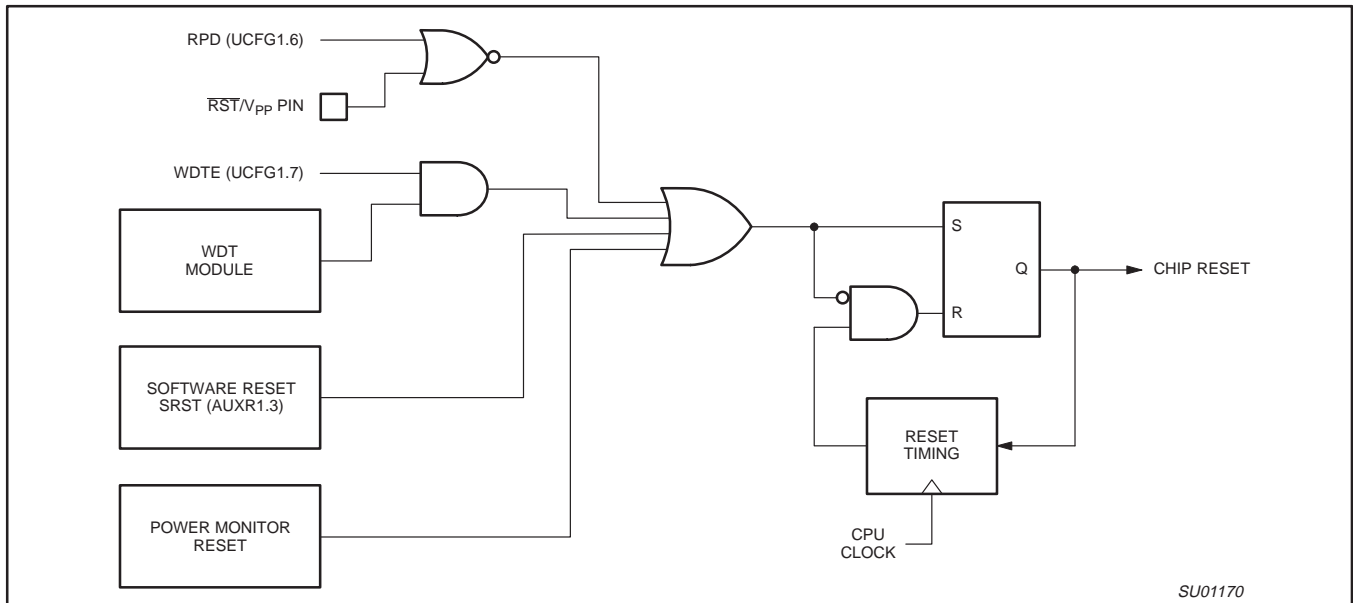 RPD (UCFG1.6)
RST/VPP PIN
WDTE (UCFG1.7)
WDT
MODULE
SOFTWARE RESET
SRST (AUXR1.3)
POWER MONITOR
RESET
S
Q
R
CHIP RESET
RESET
TIMING
CPU
CLOCK
SU01170